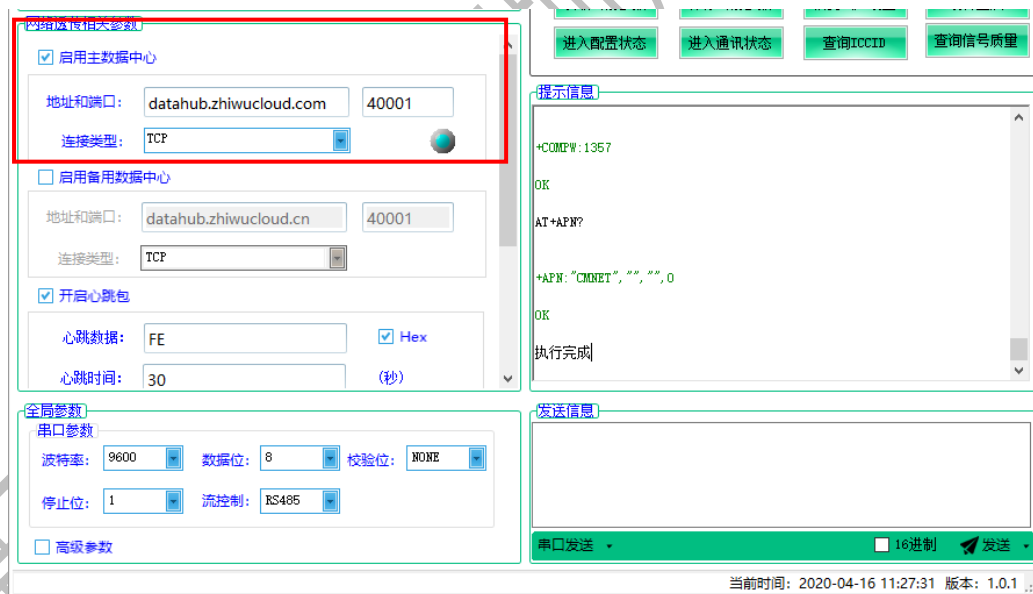 网络透传相关参数
启用主数据中心
地址和端口: datahub.zhiwucloud.com 40001
连接类型: TCP
启用备用数据中心
地址和端口: datahub.zhiwucloud.cn 40001
连接类型: TCP
开启心跳包
心跳数据: FE Hex
心跳时间: 30 (秒)
全局参数
串口参数
波特率: 9600 数据位: 8 校验位: NONE
停止位: 1 流控制: RS485
高级参数
进入配置状态 进入通讯状态 查询ICCID 查询信号质量
提示信息
+COMPW:1357
OK
AT+APN?
+APN:"CMNET","","",0
OK
执行完成
发送信息
串口发送 16进制 发送
当前时间: 2020-04-16 11:27:31 版本: 1.0.1